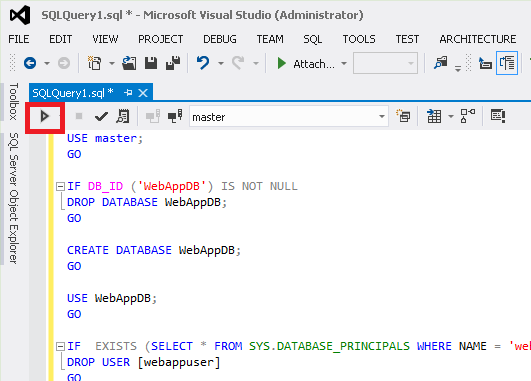 SQLQuery1.sql * - Microsoft Visual Studio (Administrator)
FILE EDIT VIEW PROJECT DEBUG TEAM SQL TOOLS TEST ARCHITECTURE
Attach...
Toolbox
SQL Server Object Explorer
SQLQuery1.sql *
master
USE master;
GO
IF DB_ID ('WebAppDB') IS NOT NULL
DROP DATABASE WebAppDB;
GO
CREATE DATABASE WebAppDB;
GO
USE WebAppDB;
GO
IF EXISTS (SELECT * FROM SYS.DATABASE_PRINCIPALS WHERE NAME = 'web
DROP USER [webappuser]
GO